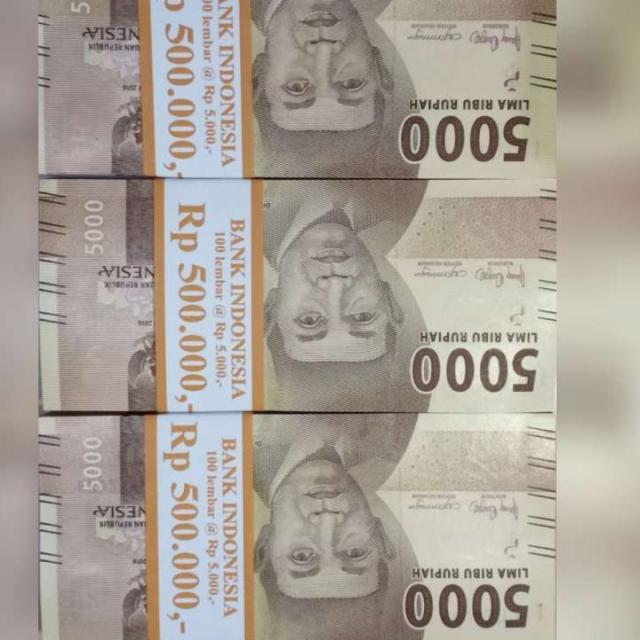 BANK INDONESIA
100 lembar @ Rp 5.000,-
Rp 500.000,-
5000
LIMA RIBU RUPIAH
BANK INDONESIA
100 lembar @ Rp 5.000,-
Rp 500.000,-
5000
5000
LIMA RIBU RUPIAH
BANK INDONESIA
100 lembar @ Rp 5.000,-
Rp 500.000,-
5000
5000
LIMA RIBU RUPIAH